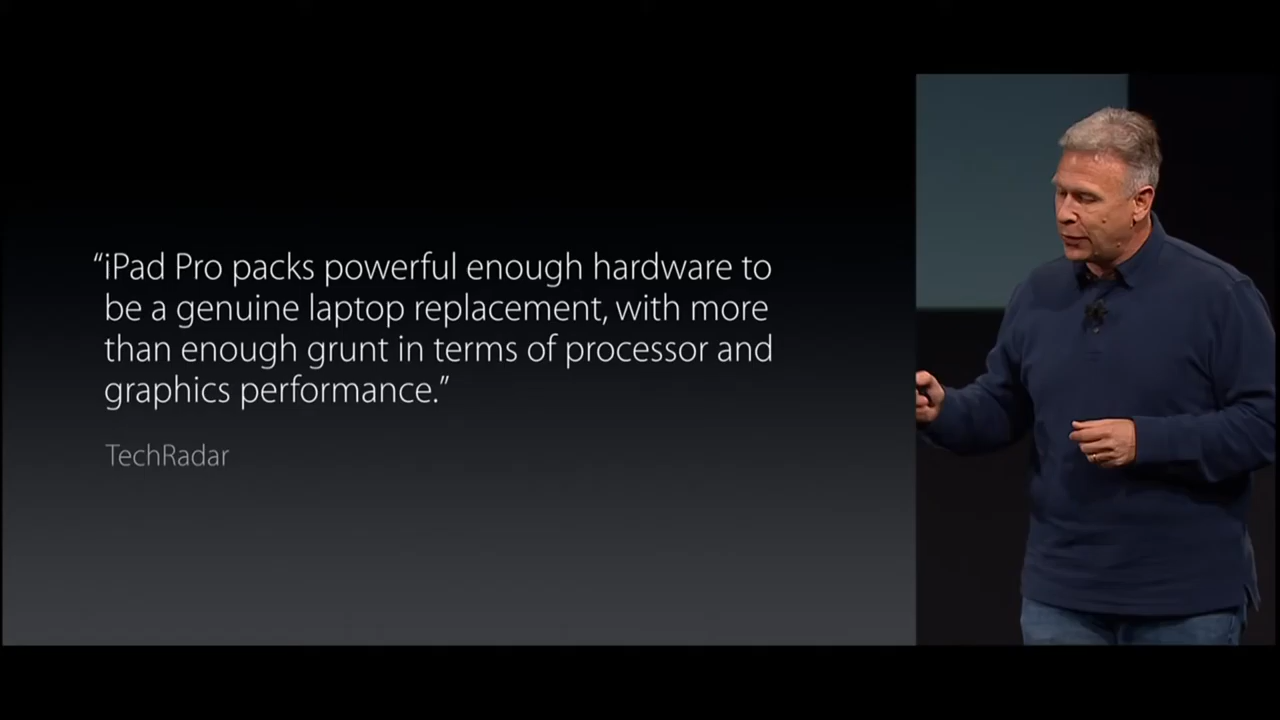 “iPad Pro packs powerful enough hardware to
be a genuine laptop replacement, with more
than enough grunt in terms of processor and
graphics performance.”
TechRadar